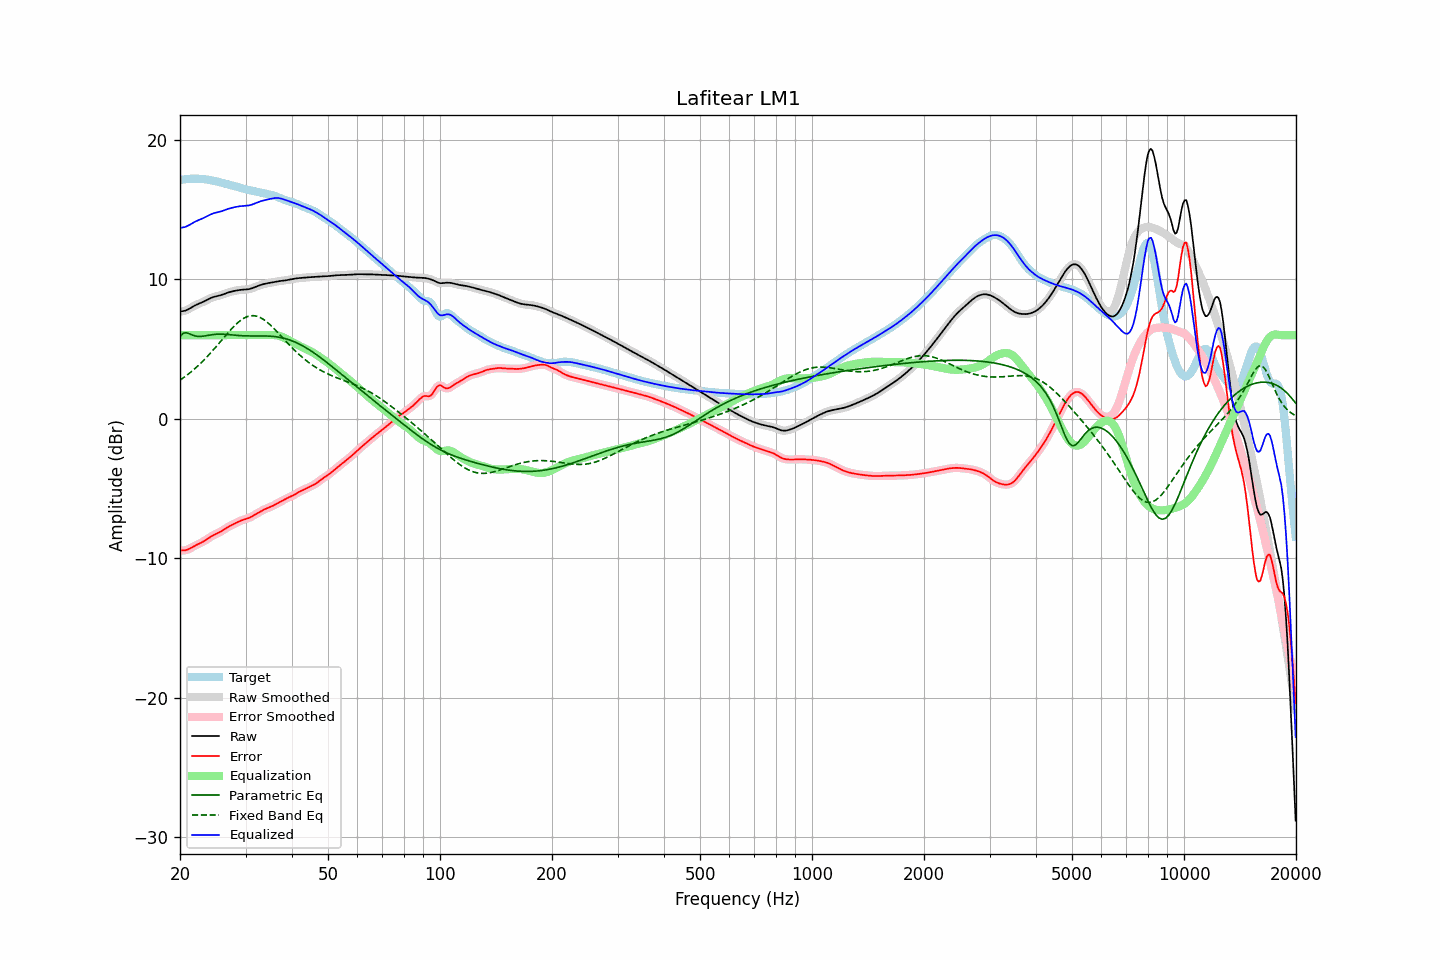 Lafitear LM1
Amplitude (dBr)
20
10
0
−10
−20
−30
Target
Raw Smoothed
Error Smoothed
Raw
Error
Equalization
Parametric Eq
Fixed Band Eq
Equalized
20 50 100 200 500 1000 2000 5000 10000 20000
Frequency (Hz)